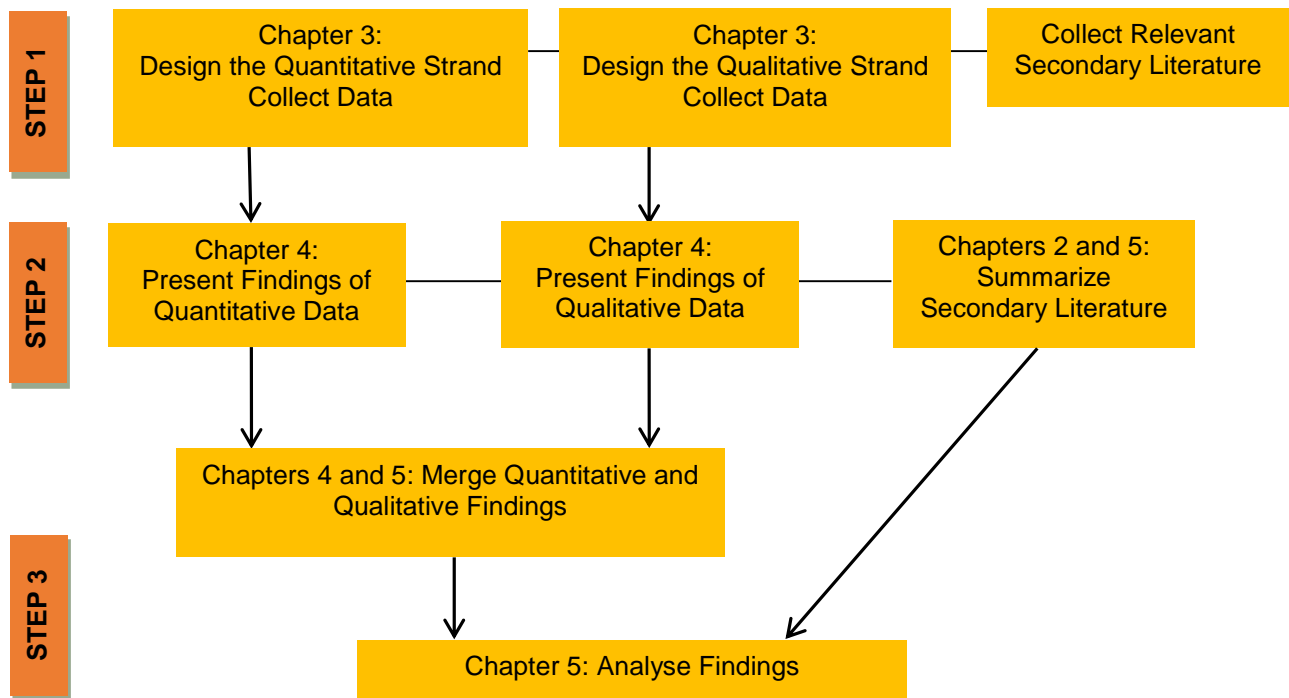 STEP 1
Chapter 3:
Design the Quantitative Strand
Collect Data
Chapter 3:
Design the Qualitative Strand
Collect Data
Collect Relevant
Secondary Literature
STEP 2
Chapter 4:
Present Findings of
Quantitative Data
Chapter 4:
Present Findings of
Qualitative Data
Chapters 2 and 5:
Summarize
Secondary Literature
Chapters 4 and 5: Merge Quantitative and
Qualitative Findings
STEP 3
Chapter 5: Analyse Findings